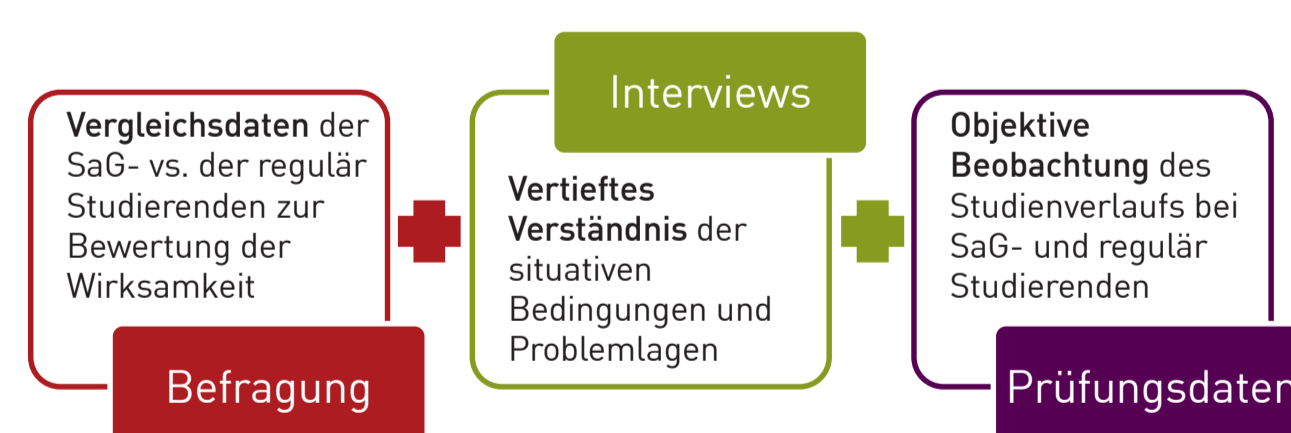 Vergleichsdaten der
SaG- vs. der regulär
Studierenden zur
Bewertung der
Wirksamkeit
Befragung
Interviews
Vertieftes
Verständnis der
situativen
Bedingungen und
Problemlagen
Objektive
Beobachtung des
Studienverlaufs bei
SaG- und regulär
Studierenden
Prüfungsdaten